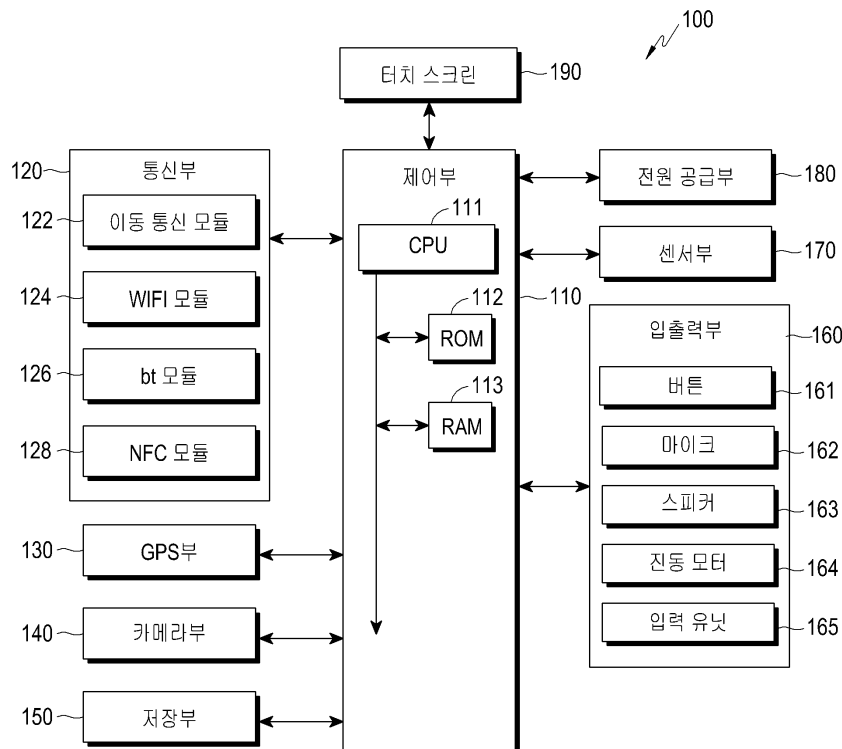 100
터치 스크린
190
120
통신부
122
이동 통신 모듈
124
WIFI 모듈
126
bt 모듈
128
NFC 모듈
130
GPS부
140
카메라부
150
저장부
제어부
111
CPU
112
ROM
113
RAM
110
전원 공급부
180
센서부
170
입출력부
160
버튼
161
마이크
162
스피커
163
진동 모터
164
입력 유닛
165